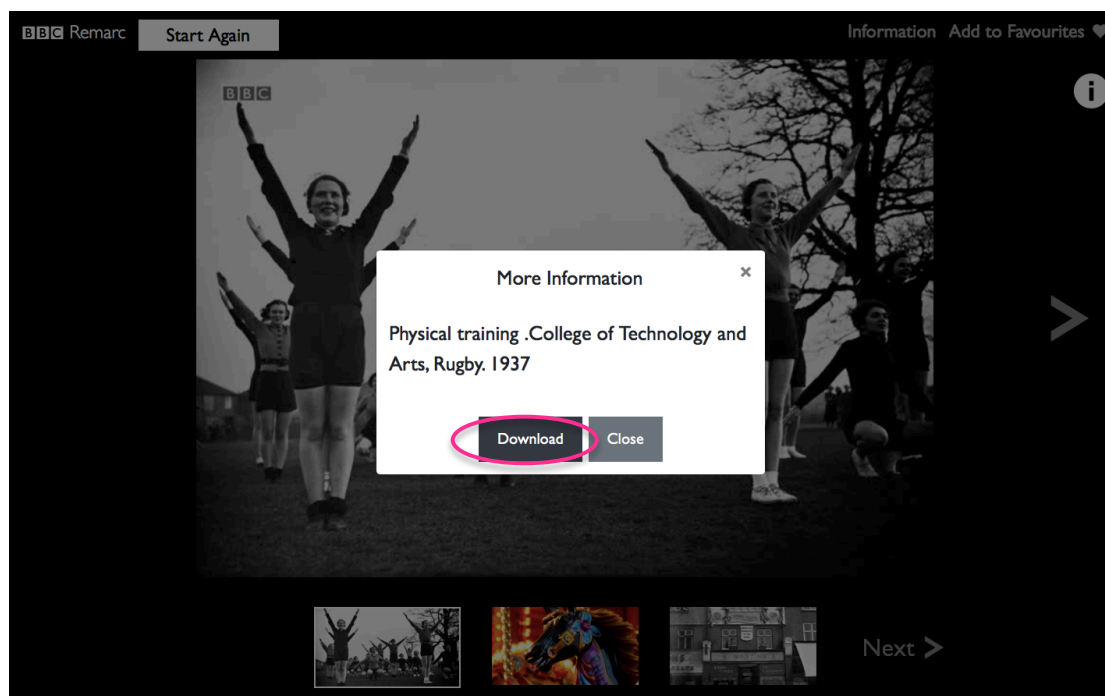 BBC Remarc
Start Again
Information Add to Favourites
BBC
i
More Information
×
Physical training .College of Technology and
Arts, Rugby. 1937
Download
Close
Next >